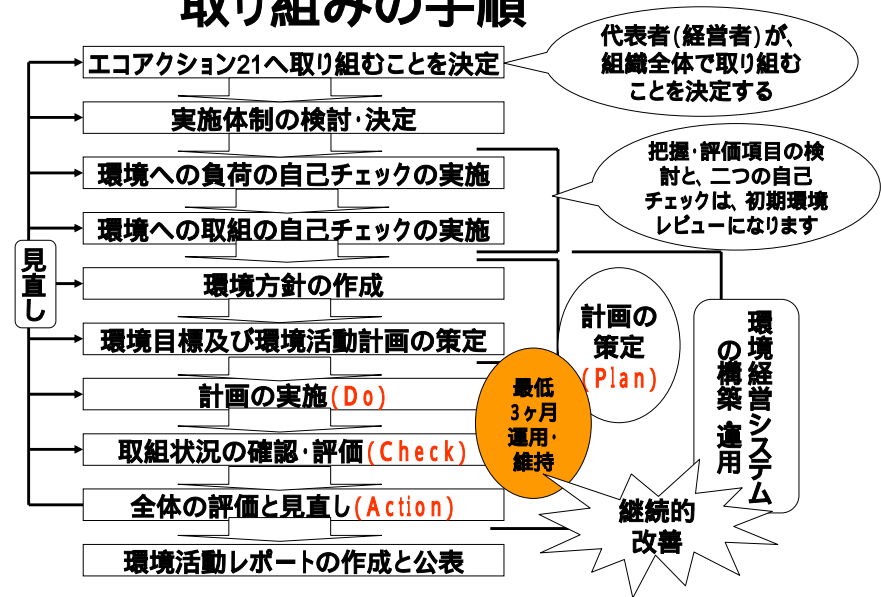 取り組みの手順
エコアクション21へ取り組むことを決定
代表者(経営者)が、
組織全体で取り組む
ことを決定する
実施体制の検討・決定
環境への負荷の自己チェックの実施
把握・評価項目の検
討と、二つの自己
チェックは、初期環境
レビューになります
環境への取組の自己チェックの実施
見直し
環境方針の作成
環境目標及び環境活動計画の策定
計画の
策定
(Plan)
環境経営システム
の構築・運用
計画の実施(Do)
最低
3ヶ月
運用・
維持
取組状況の確認・評価(Check)
全体の評価と見直し(Action)
継続的
改善
環境活動レポートの作成と公表